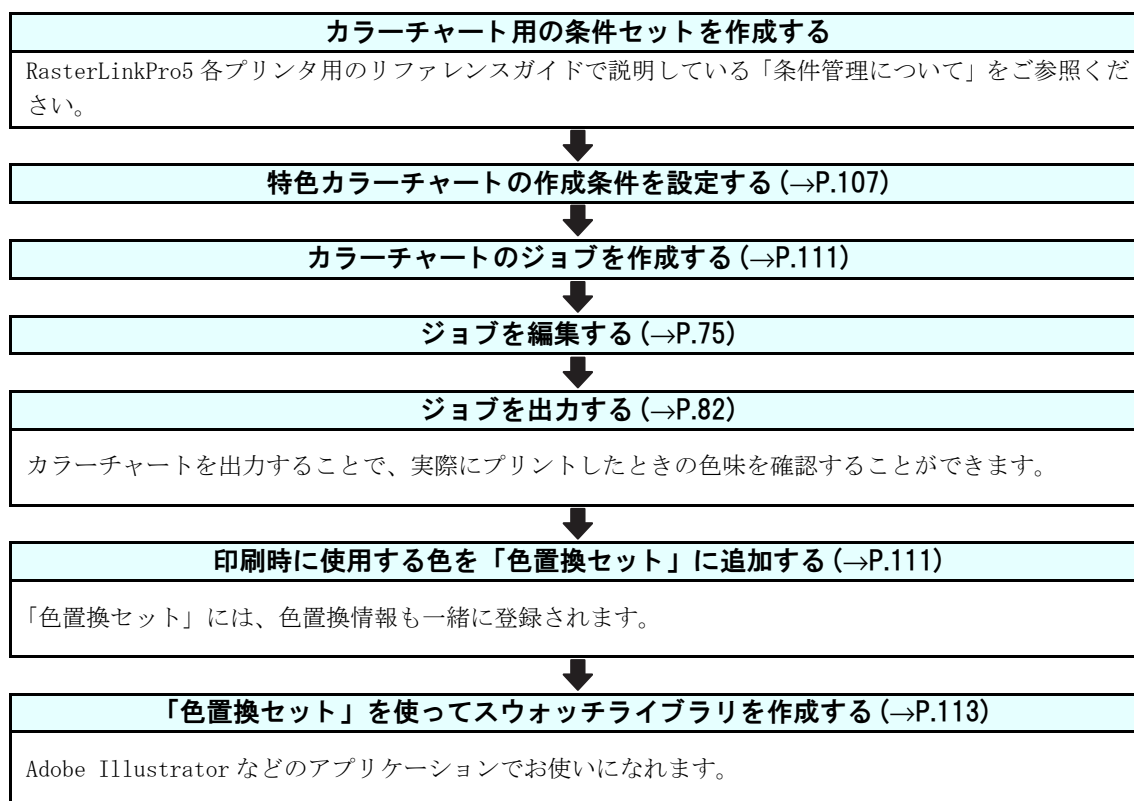 カラーチャート用の条件セットを作成する
RasterLinkPro5 各プリンタ用のリファレンスガイドで説明している「条件管理について」をご参照くだ
さい。
特色カラーチャートの作成条件を設定する (→P.107)
カラーチャートのジョブを作成する (→P.111)
ジョブを編集する (→P.75)
ジョブを出力する (→P.82)
カラーチャートを出力することで、実際にプリントしたときの色味を確認することができます。
印刷時に使用する色を「色置換セット」に追加する (→P.111)
「色置換セット」には、色置換情報も一緒に登録されます。
「色置換セット」を使ってスウォッチライブラリを作成する (→P.113)
Adobe Illustrator などのアプリケーションでお使いになれます。